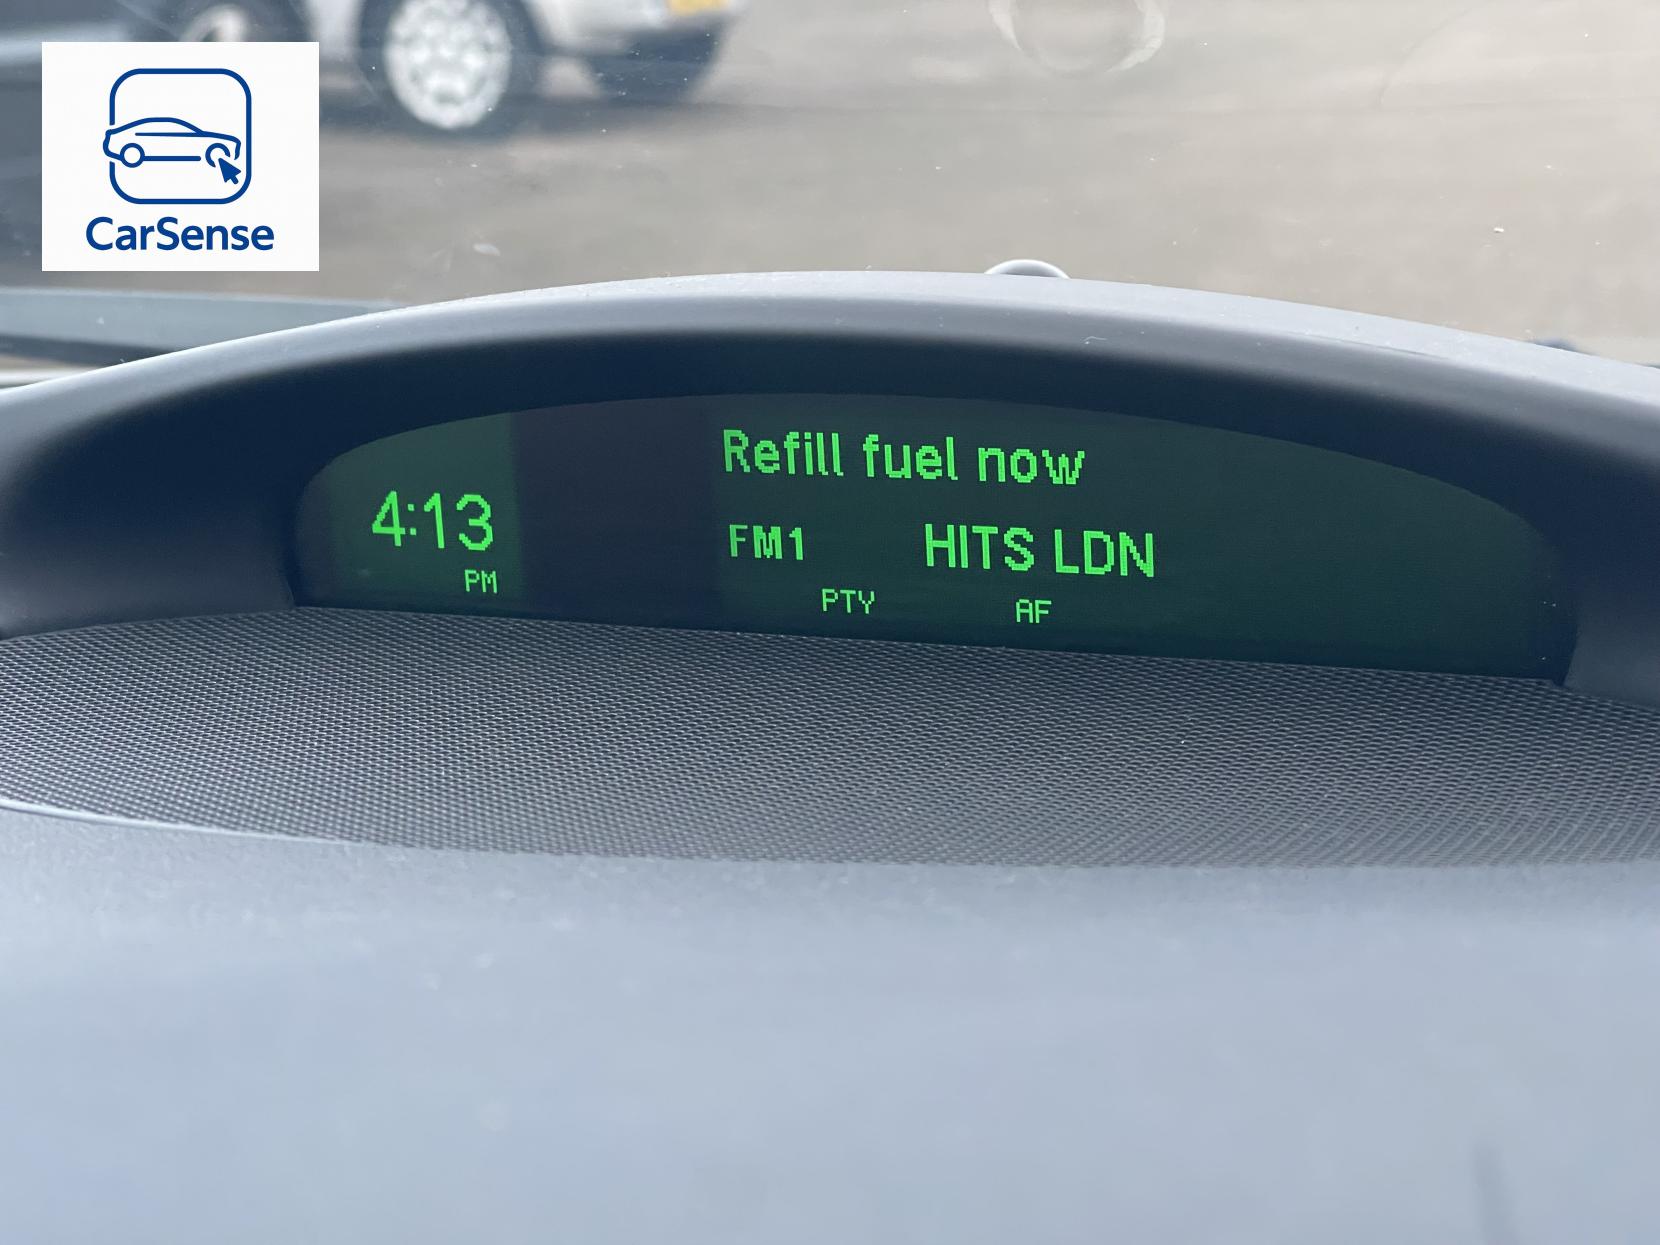 CarSense
Refill fuel now
4:13
PM
FM1 HITS LDN
PTY AF